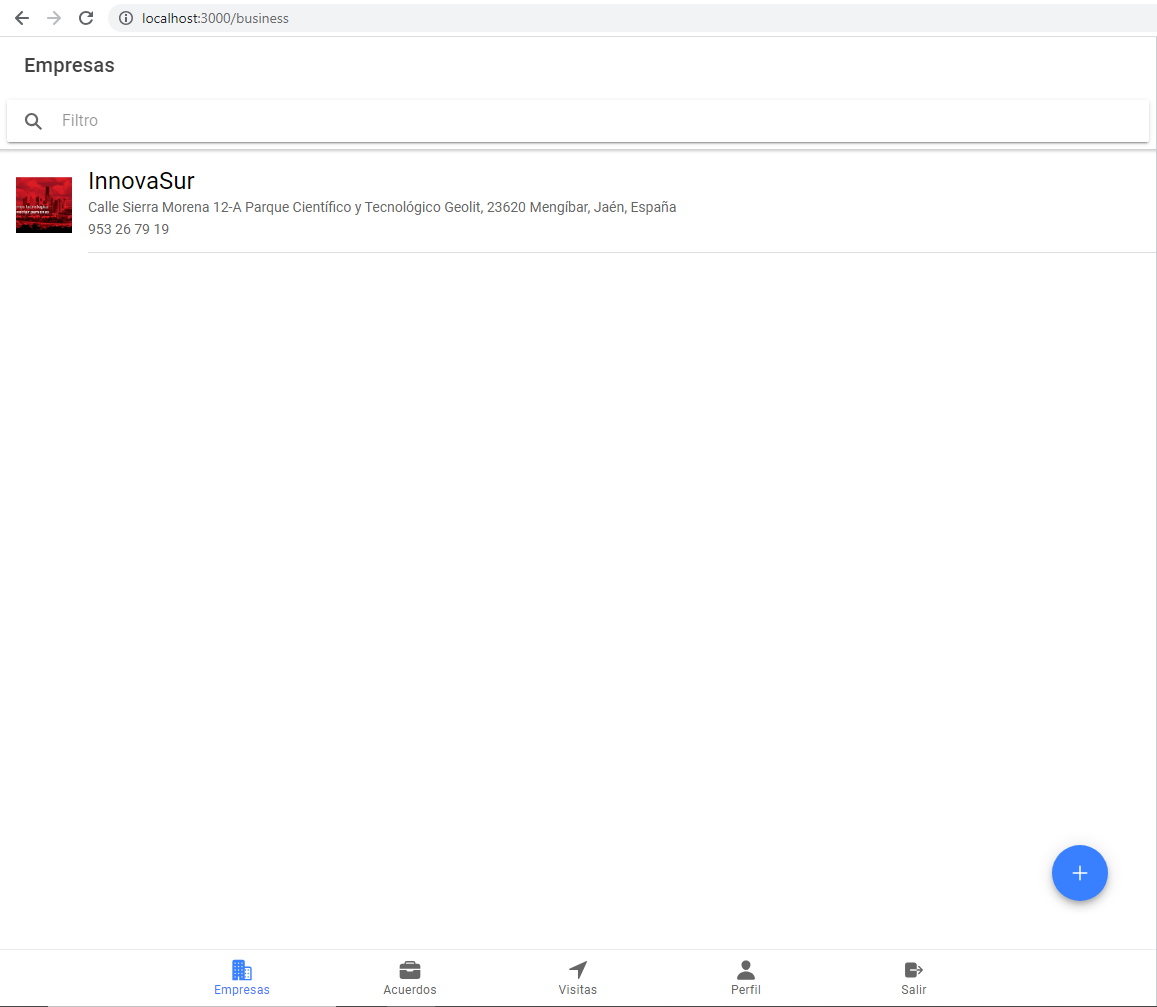 localhost:3000/business
Empresas
Filtro
InnovaSur
Calle Sierra Morena 12-A Parque Científico y Tecnológico Geolit, 23620 Mengíbar, Jaén, España
953 26 79 19
Empresas
Acuerdos
Visitas
Perfil
Salir